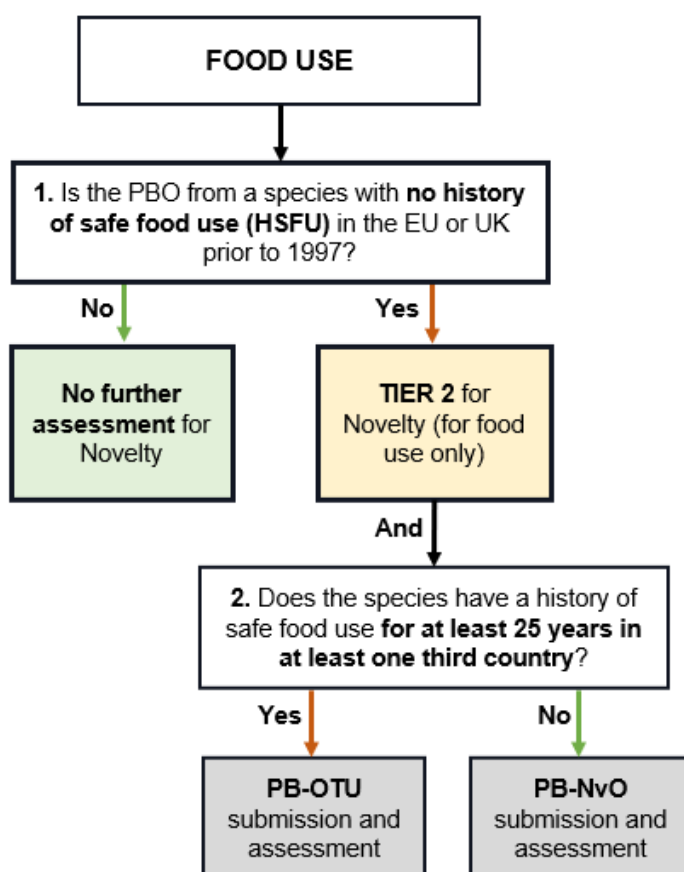 FOOD USE
1. Is the PBO from a species with no history
of safe food use (HSFU) in the EU or UK
prior to 1997?
No
Yes
No further
assessment for
Novelty
TIER 2 for
Novelty (for food
use only)
And
2. Does the species have a history of
safe food use for at least 25 years in
at least one third country?
Yes
No
PB-OTU
submission and
assessment
PB-NvO
submission and
assessment